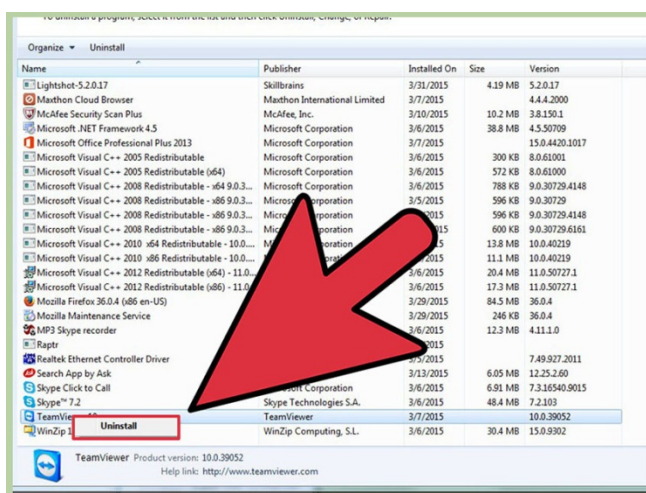 To uninstall a program, select it from the list and then click Uninstall, Change, or Repair.
Organize Uninstall
Name Publisher Installed On Size Version
Lightshot-5.2.0.17 Skillbrains 3/31/2015 4.19 MB 5.2.0.17
Maxthon Cloud Browser Maxthon International Limited 3/7/2015 4.4.4.2000
McAfee Security Scan Plus McAfee, Inc. 3/10/2015 10.2 MB 3.8.150.1
Microsoft .NET Framework 4.5 Microsoft Corporation 3/6/2015 38.8 MB 4.5.50709
Microsoft Office Professional Plus 2013 Microsoft Corporation 3/7/2015 15.0.4420.1017
Microsoft Visual C++ 2005 Redistributable Microsoft Corporation 3/6/2015 300 KB 8.0.61001
Microsoft Visual C++ 2005 Redistributable (x64) Microsoft Corporation 3/6/2015 572 KB 8.0.61000
Microsoft Visual C++ 2008 Redistributable - x64 9.0.3... Microsoft Corporation 3/6/2015 788 KB 9.0.30729.4148
Microsoft Visual C++ 2008 Redistributable - x86 9.0.3... Microsoft Corporation 3/5/2015 596 KB 9.0.30729
Microsoft Visual C++ 2008 Redistributable - x86 9.0.3... 596 KB 9.0.30729.4148
Microsoft Visual C++ 2008 Redistributable - x86 9.0.3... 600 KB 9.0.30729.6161
Microsoft Visual C++ 2010 x64 Redistributable - 10.0.... 13.8 MB 10.0.40219
Microsoft Visual C++ 2010 x86 Redistributable - 10.0.... 11.1 MB 10.0.40219
Microsoft Visual C++ 2012 Redistributable (x64) - 11.0... 3/6/2015 20.4 MB 11.0.50727.1
Microsoft Visual C++ 2012 Redistributable (x86) - 11.0 3/6/2015 17.3 MB 11.0.50727.1
Mozilla Firefox 36.0.4 (x86 en-US) 3/29/2015 84.5 MB 36.0.4
Mozilla Maintenance Service 3/29/2015 246 KB 36.0.4
MP3 Skype recorder 3/6/2015 12.3 MB 4.11.1.0
Raptr
Realtek Ethernet Controller Driver 3/5/2015 7.49.927.2011
Search App by Ask 3/13/2015 6.05 MB 12.25.2.60
Skype Click to Call Corporation 3/6/2015 6.91 MB 7.3.16540.9015
Skype™ 7.2 Skype Technologies S.A. 3/6/2015 48.4 MB 7.2.103
TeamViewer 3/7/2015 10.0.39052
Uninstall
WinZip WinZip Computing, S.L. 3/6/2015 30.4 MB 15.0.9302
TeamViewer Product version: 10.0.39052
Help link: http://www.teamviewer.com